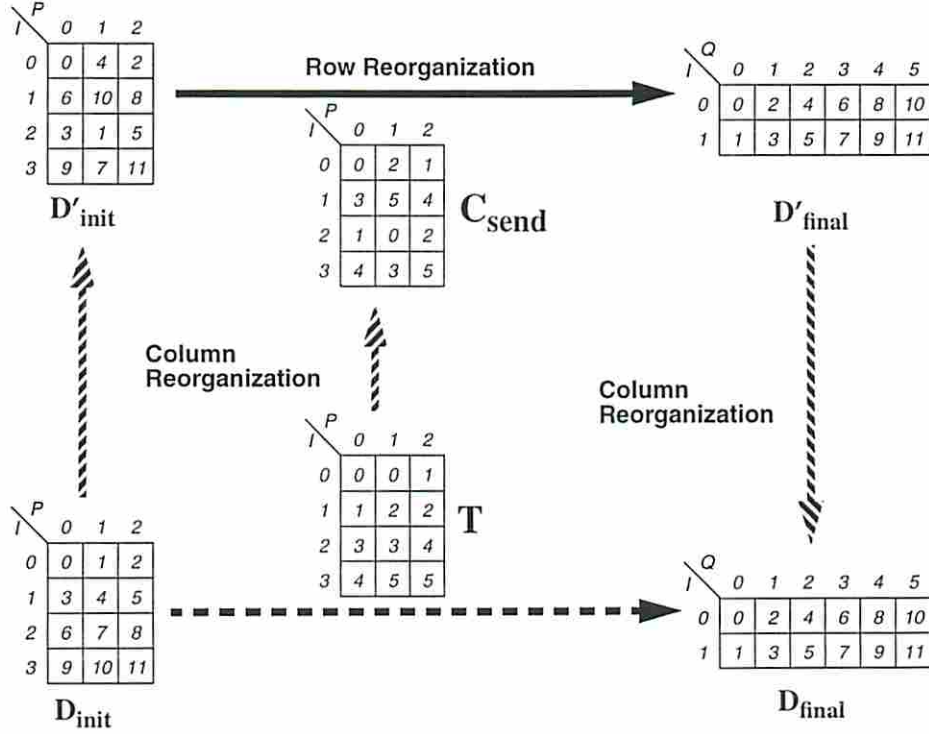 P
I 0 1 2
0 0 4 2
1 6 10 8
2 3 1 5
3 9 7 11
D′init
Row Reorganization
P
I 0 1 2
0 0 2 1
1 3 5 4
2 1 0 2
3 4 3 5
Csend
Q
I 0 1 2 3 4 5
0 0 2 4 6 8 10
1 1 3 5 7 9 11
D′final
Column
Reorganization
P
I 0 1 2
0 0 0 1
1 1 2 2
2 3 3 4
3 4 5 5
T
Column
Reorganization
P
I 0 1 2
0 0 1 2
1 3 4 5
2 6 7 8
3 9 10 11
Dinit
Q
I 0 1 2 3 4 5
0 0 2 4 6 8 10
1 1 3 5 7 9 11
Dfinal